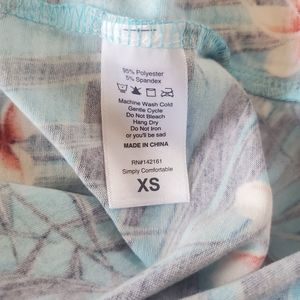 95% Polyester
5% Spandex
Machine Wash Cold
Gentle Cycle
Do Not Bleach
Hang Dry
Do Not Iron
or you'll be sad
MADE IN CHINA
RN#142161
Simply Comfortable
XS